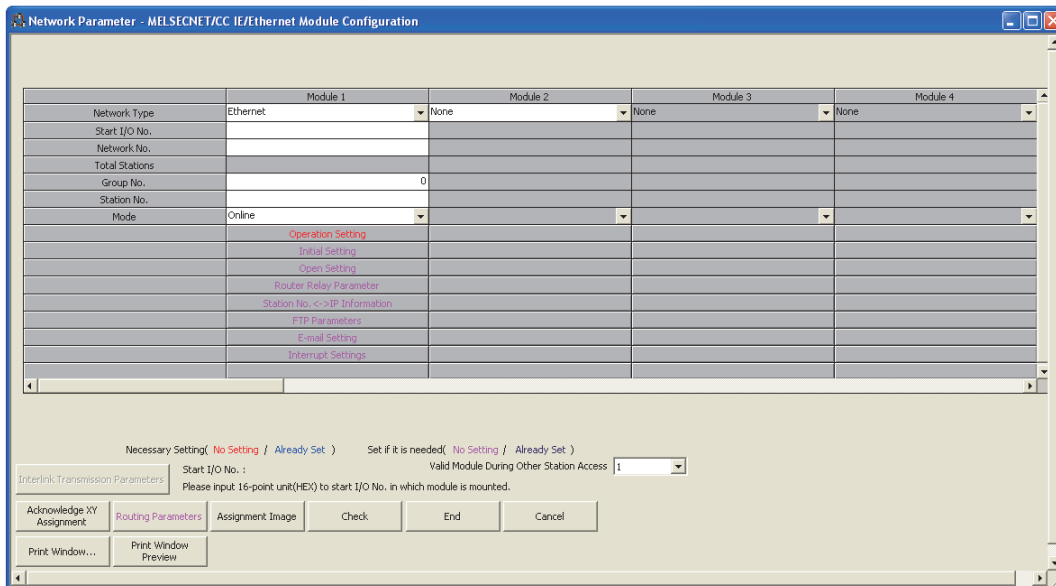 Network Parameter - MELSECNET/CC IE/Ethernet Module Configuration
Module 1 Module 2 Module 3 Module 4
Network Type Ethernet None None None
Start I/O No.
Network No.
Total Stations
Group No. 0
Station No.
Mode Online
Operation Setting
Initial Setting
Open Setting
Router Relay Parameter
Station No.<->IP Information
FTP Parameters
E-mail Setting
Interrupt Settings
Necessary Setting( No Setting / Already Set ) Set if it is needed( No Setting / Already Set )
Interlink Transmission Parameters Start I/O No. : Valid Module During Other Station Access 1
Please input 16-point unit(HEX) to start I/O No. in which module is mounted.
Acknowledge XY Assignment Routing Parameters Assignment Image Check End Cancel
Print Window... Print Window Preview